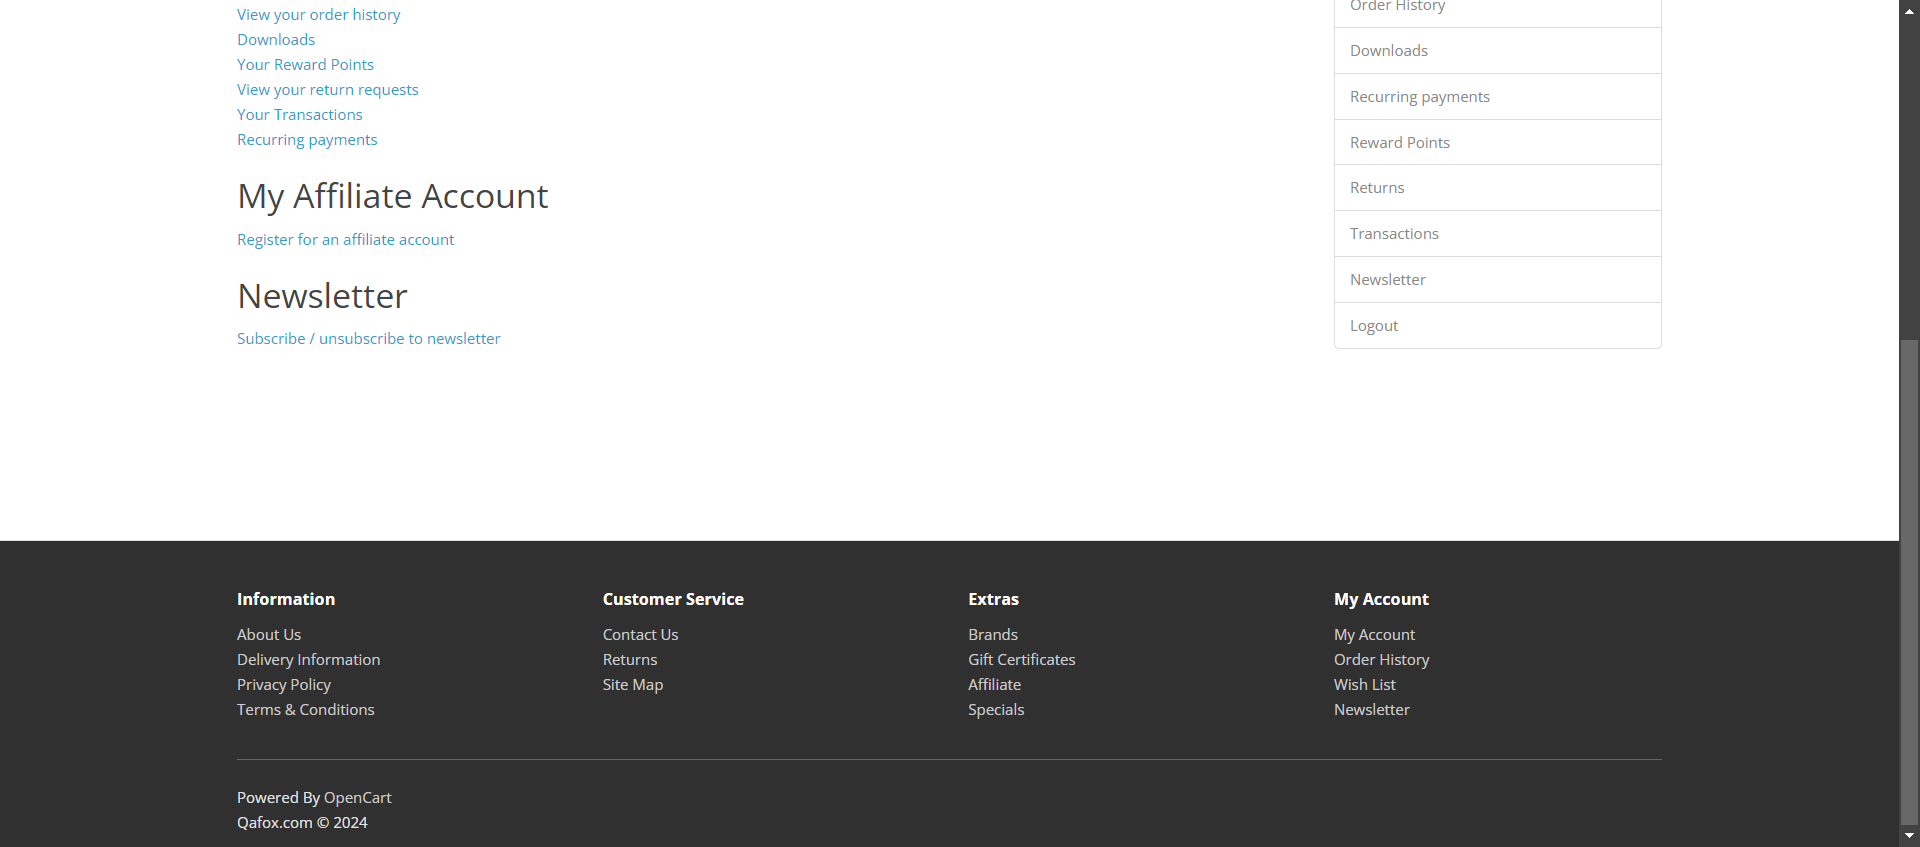 View your order history
Downloads
Your Reward Points
View your return requests
Your Transactions
Recurring payments
My Affiliate Account
Register for an affiliate account
Newsletter
Subscribe / unsubscribe to newsletter
Order History
Downloads
Recurring payments
Reward Points
Returns
Transactions
Newsletter
Logout
Information
About Us
Delivery Information
Privacy Policy
Terms & Conditions
Customer Service
Contact Us
Returns
Site Map
Extras
Brands
Gift Certificates
Affiliate
Specials
My Account
My Account
Order History
Wish List
Newsletter
Powered By OpenCart
Qafox.com © 2024